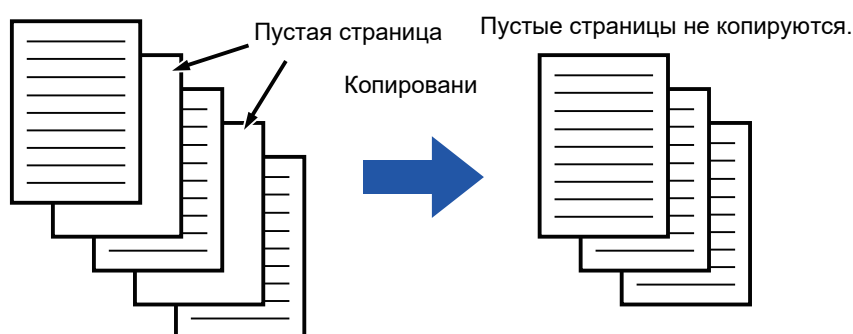 Пустая страница
Пустые страницы не копируются.
Копировани